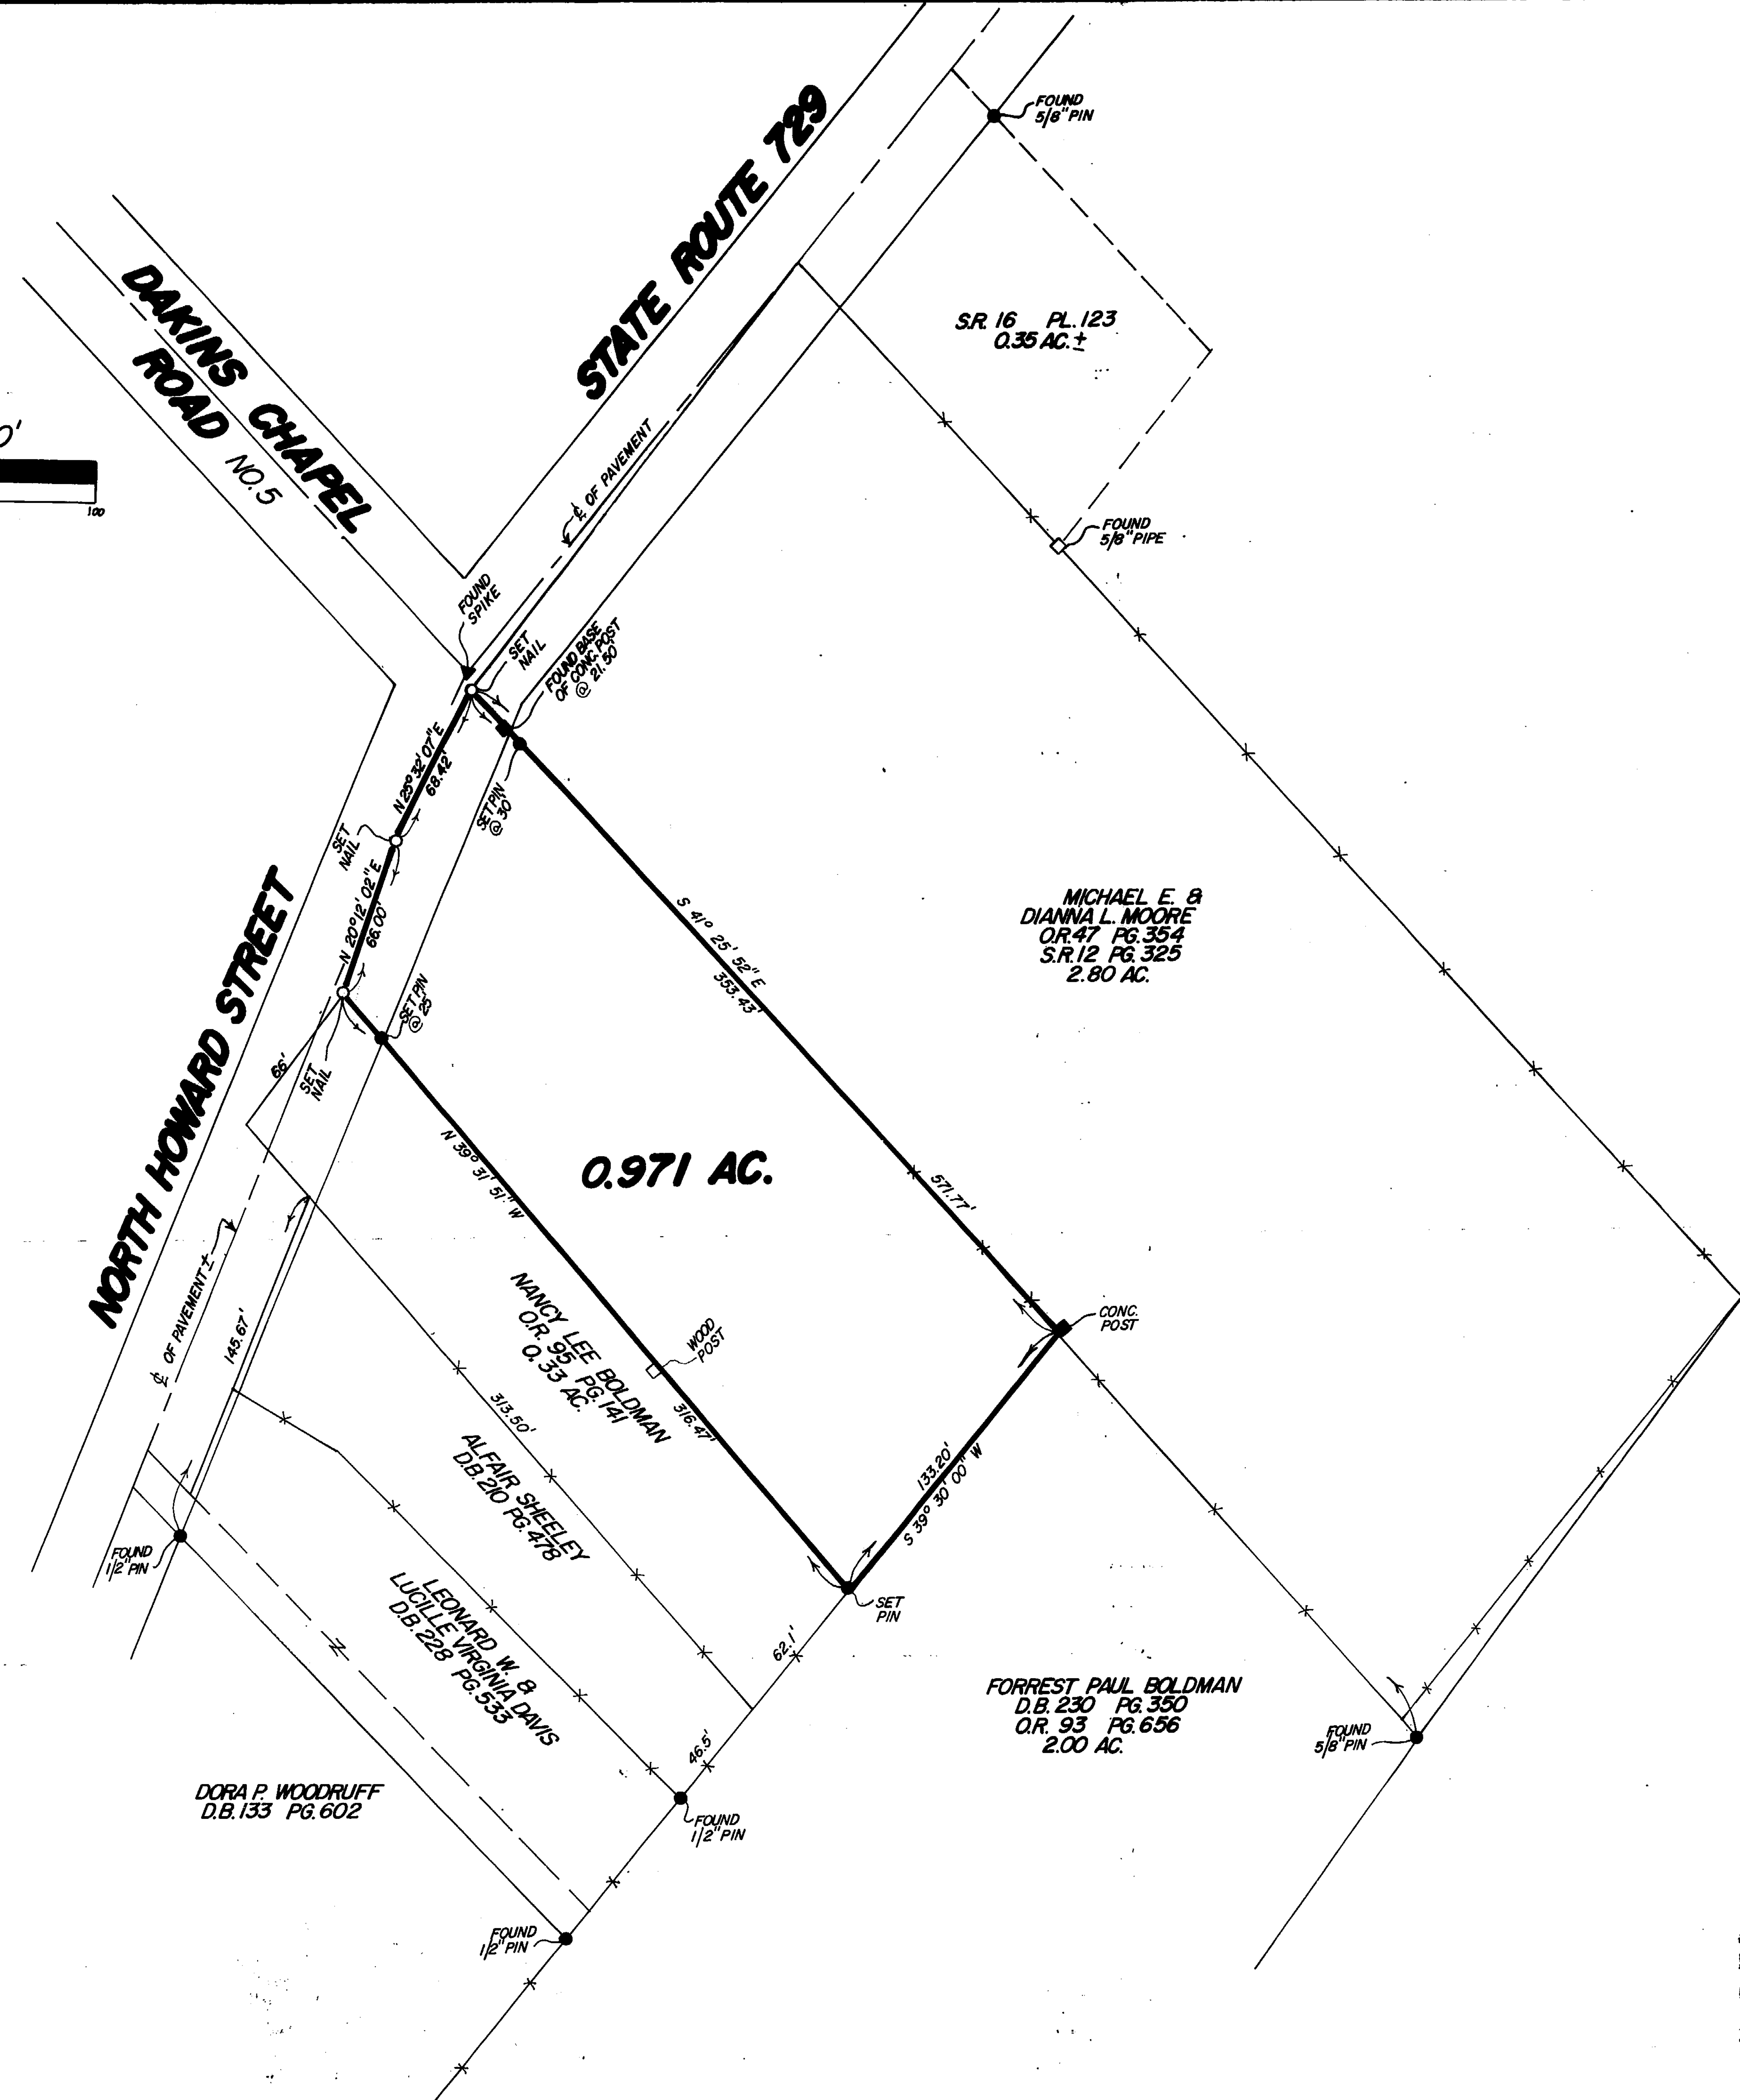 FOUND
5/8" PIN
STATE ROUTE 729
S.R. 16 PL. 123
0.35 AC. ±
DAKINS CHAPEL
ROAD NO. 5
0'
100
℄ OF PAVEMENT
FOUND
5/8" PIPE
FOUND
SPIKE
SET
NAIL
FOUND BASE
OF CONC. POST
@ 21.50'
N 25° 32' 07" E
68.42'
SET PIN
@ 30'
SET
NAIL
N 20° 12' 02" E
66.00'
NORTH HOWARD STREET
S 41° 25' 52" E
353.43'
MICHAEL E. &
DIANNA L. MOORE
O.R. 47 PG. 354
S.R. 12 PG. 325
2.80 AC.
SET PIN
@ 25'
66'
SET
NAIL
N 39° 31' 51" W
0.971 AC.
571.77'
℄ OF PAVEMENT ±
145.67'
NANCY LEE BOLDMAN
O.R. 95 PG. 141
0.33 AC.
WOOD
POST
CONC.
POST
313.50'
316.47'
ALFAIR SHEELEY
D.B. 210 PG. 478
133.20'
S 39° 30' 00" W
FOUND
1/2" PIN
LEONARD W. &
LUCILLE VIRGINIA DAVIS
D.B. 228 PG. 533
SET
PIN
62.1'
FORREST PAUL BOLDMAN
D.B. 230 PG. 350
O.R. 93 PG. 656
2.00 AC.
FOUND
5/8" PIN
46.5'
DORA P. WOODRUFF
D.B. 133 PG. 602
FOUND
1/2" PIN
FOUND
1/2" PIN